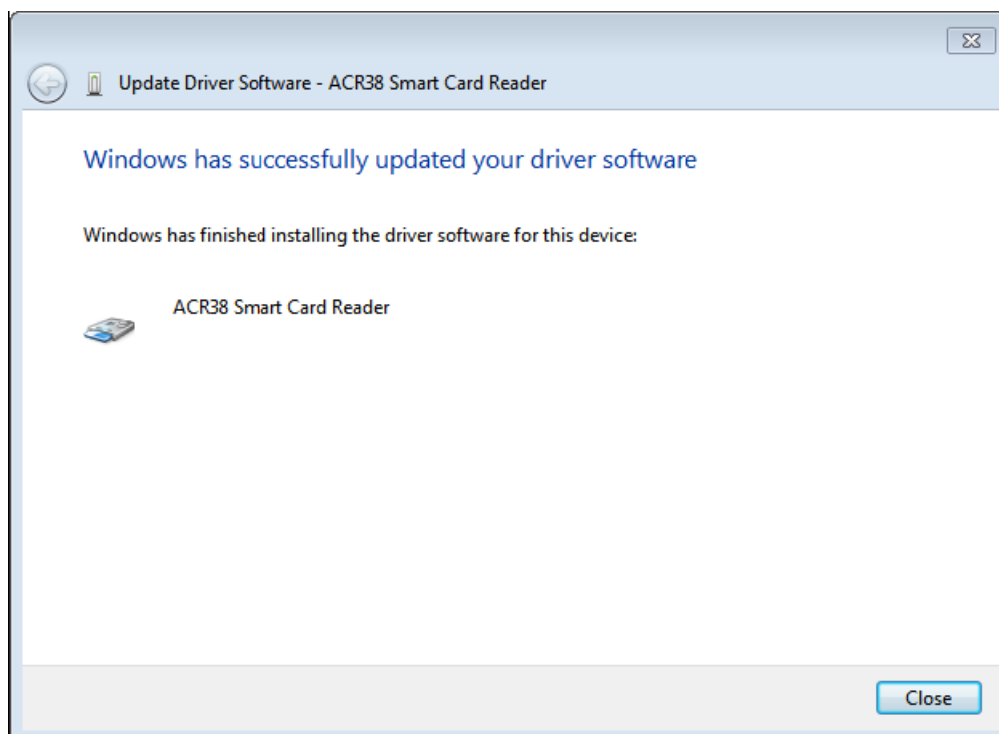 Update Driver Software - ACR38 Smart Card Reader
Windows has successfully updated your driver software
Windows has finished installing the driver software for this device:
ACR38 Smart Card Reader
Close